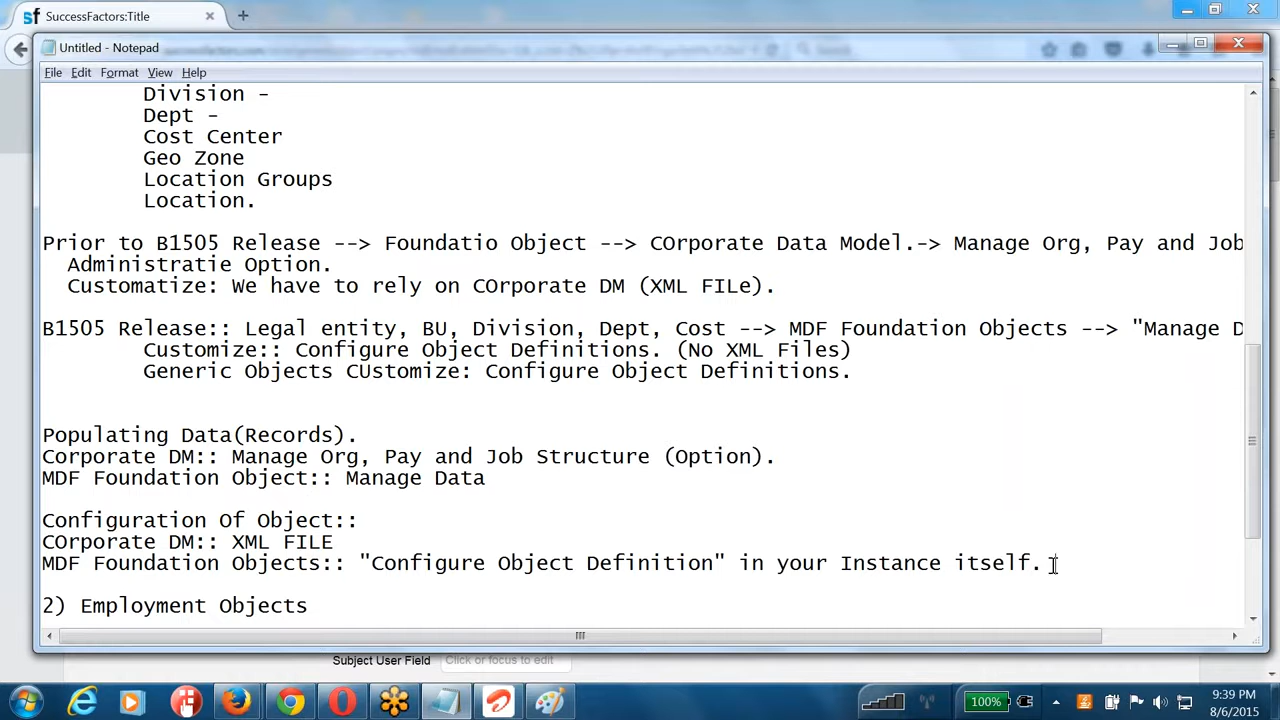 SuccessFactors:Title
Untitled - Notepad
File Edit Format View Help
Division -
Dept -
Cost Center
Geo Zone
Location Groups
Location.
Prior to B1505 Release --> Foundatio Object --> COrporate Data Model.-> Manage Org, Pay and Job
Administratie Option.
Customatize: We have to rely on COrporate DM (XML FILe).
B1505 Release:: Legal entity, BU, Division, Dept, Cost --> MDF Foundation Objects --> "Manage D
Customize:: Configure Object Definitions. (No XML Files)
Generic Objects CUstomize: Configure Object Definitions.
Populating Data(Records).
Corporate DM:: Manage Org, Pay and Job Structure (Option).
MDF Foundation Object:: Manage Data
Configuration Of Object::
COrporate DM:: XML FILE
MDF Foundation Objects:: "Configure Object Definition" in your Instance itself.
2) Employment Objects
Subject User Field Click or focus to edit
100%
9:39 PM
8/6/2015